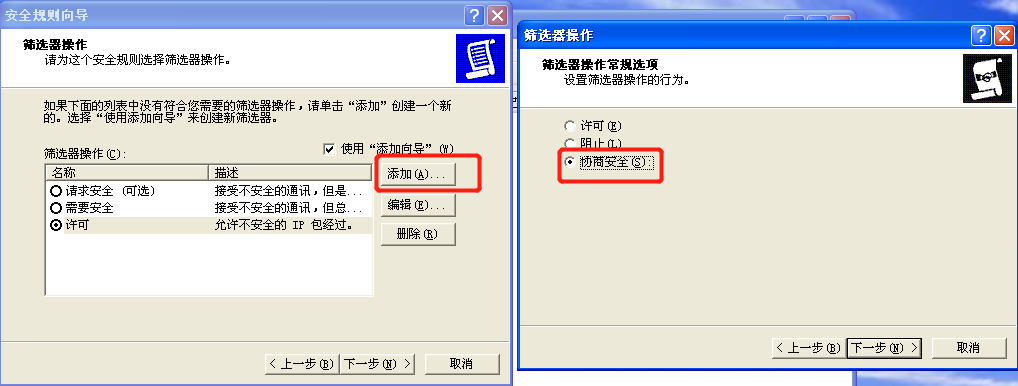 安全规则向导
筛选器操作
请为这个安全规则选择筛选器操作。
如果下面的列表中没有符合您需要的筛选器操作，请单击“添加”创建一个新
的。选择“使用添加向导”来创建新筛选器。
使用“添加向导”(W)
筛选器操作(C):
名称 描述
请求安全 (可选) 接受不安全的通讯，但是...
需要安全 接受不安全的通讯，但总...
许可 允许不安全的 IP 包经过。
添加(A)...
编辑(E)...
删除(R)
< 上一步(B) 下一步(N) > 取消
筛选器操作
筛选器操作常规选项
设置筛选器操作的行为。
许可(E)
阻止(L)
协商安全(S):
< 上一步(B) 下一步(N) > 取消